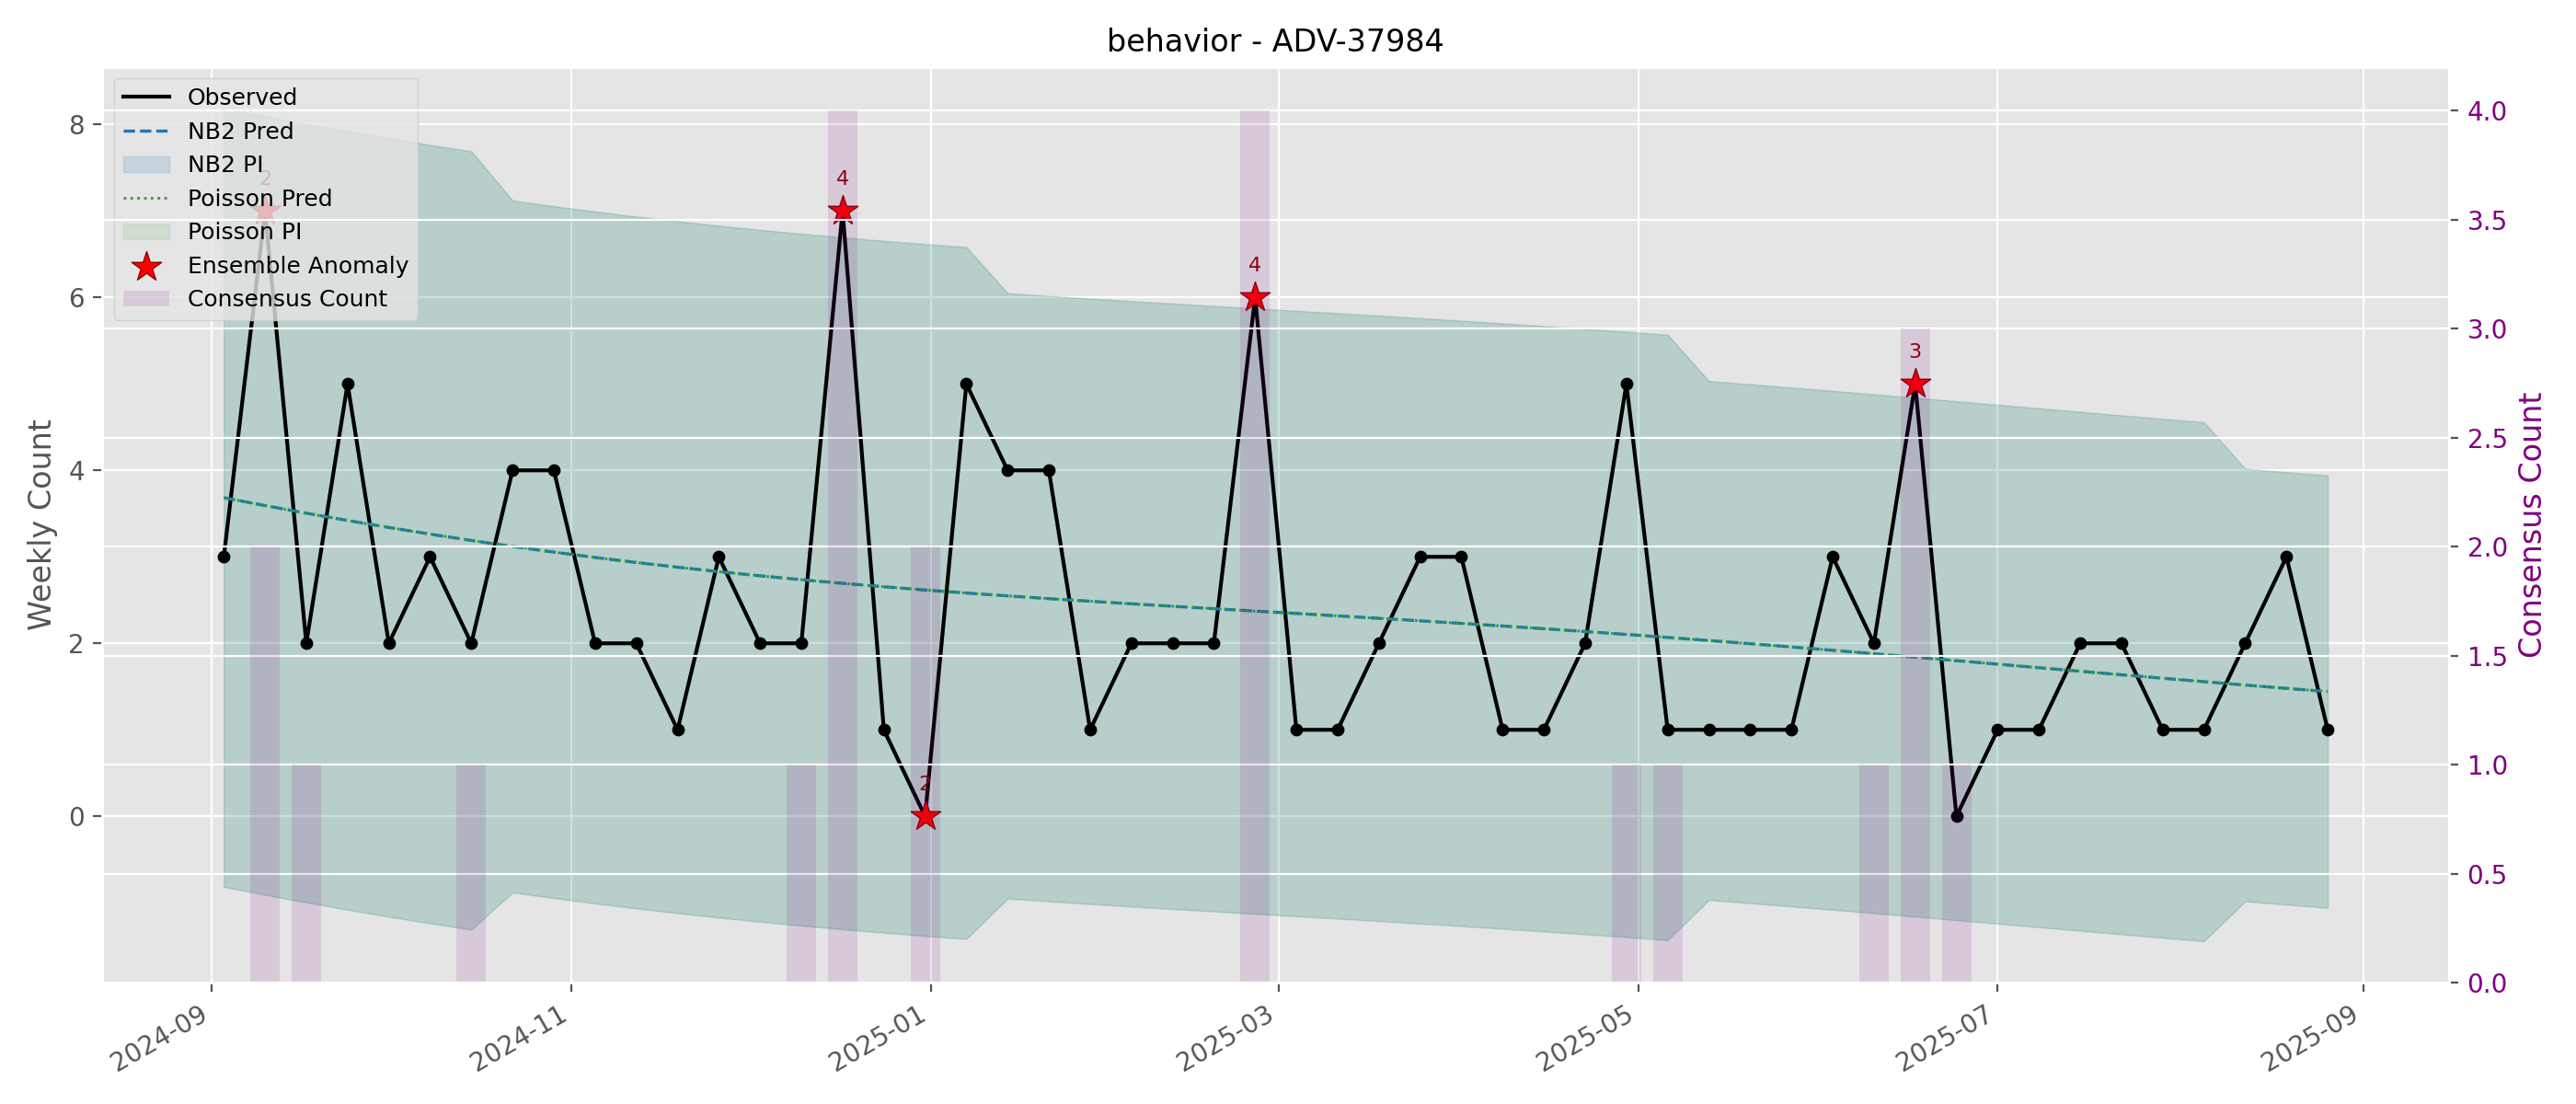 behavior - ADV-37984
Observed
NB2 Pred
NB2 PI
Poisson Pred
Poisson PI
Ensemble Anomaly
Consensus Count
Weekly Count
8
6
4
2
0
2
4
2
4
3
4.0
3.5
3.0
2.5
2.0
1.5
1.0
0.5
0.0
Consensus Count
2024-09
2024-11
2025-01
2025-03
2025-05
2025-07
2025-09